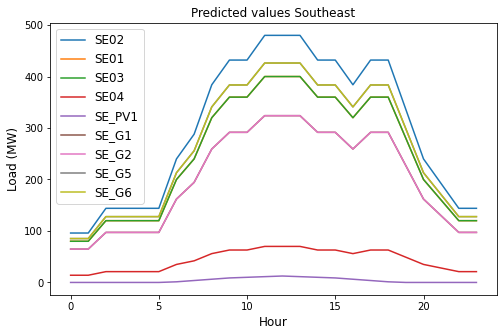 Predicted values Southeast
500
400
300
200
100
0
Load (MW)
SE02
SE01
SE03
SE04
SE_PV1
SE_G1
SE_G2
SE_G5
SE_G6
0 5 10 15 20
Hour